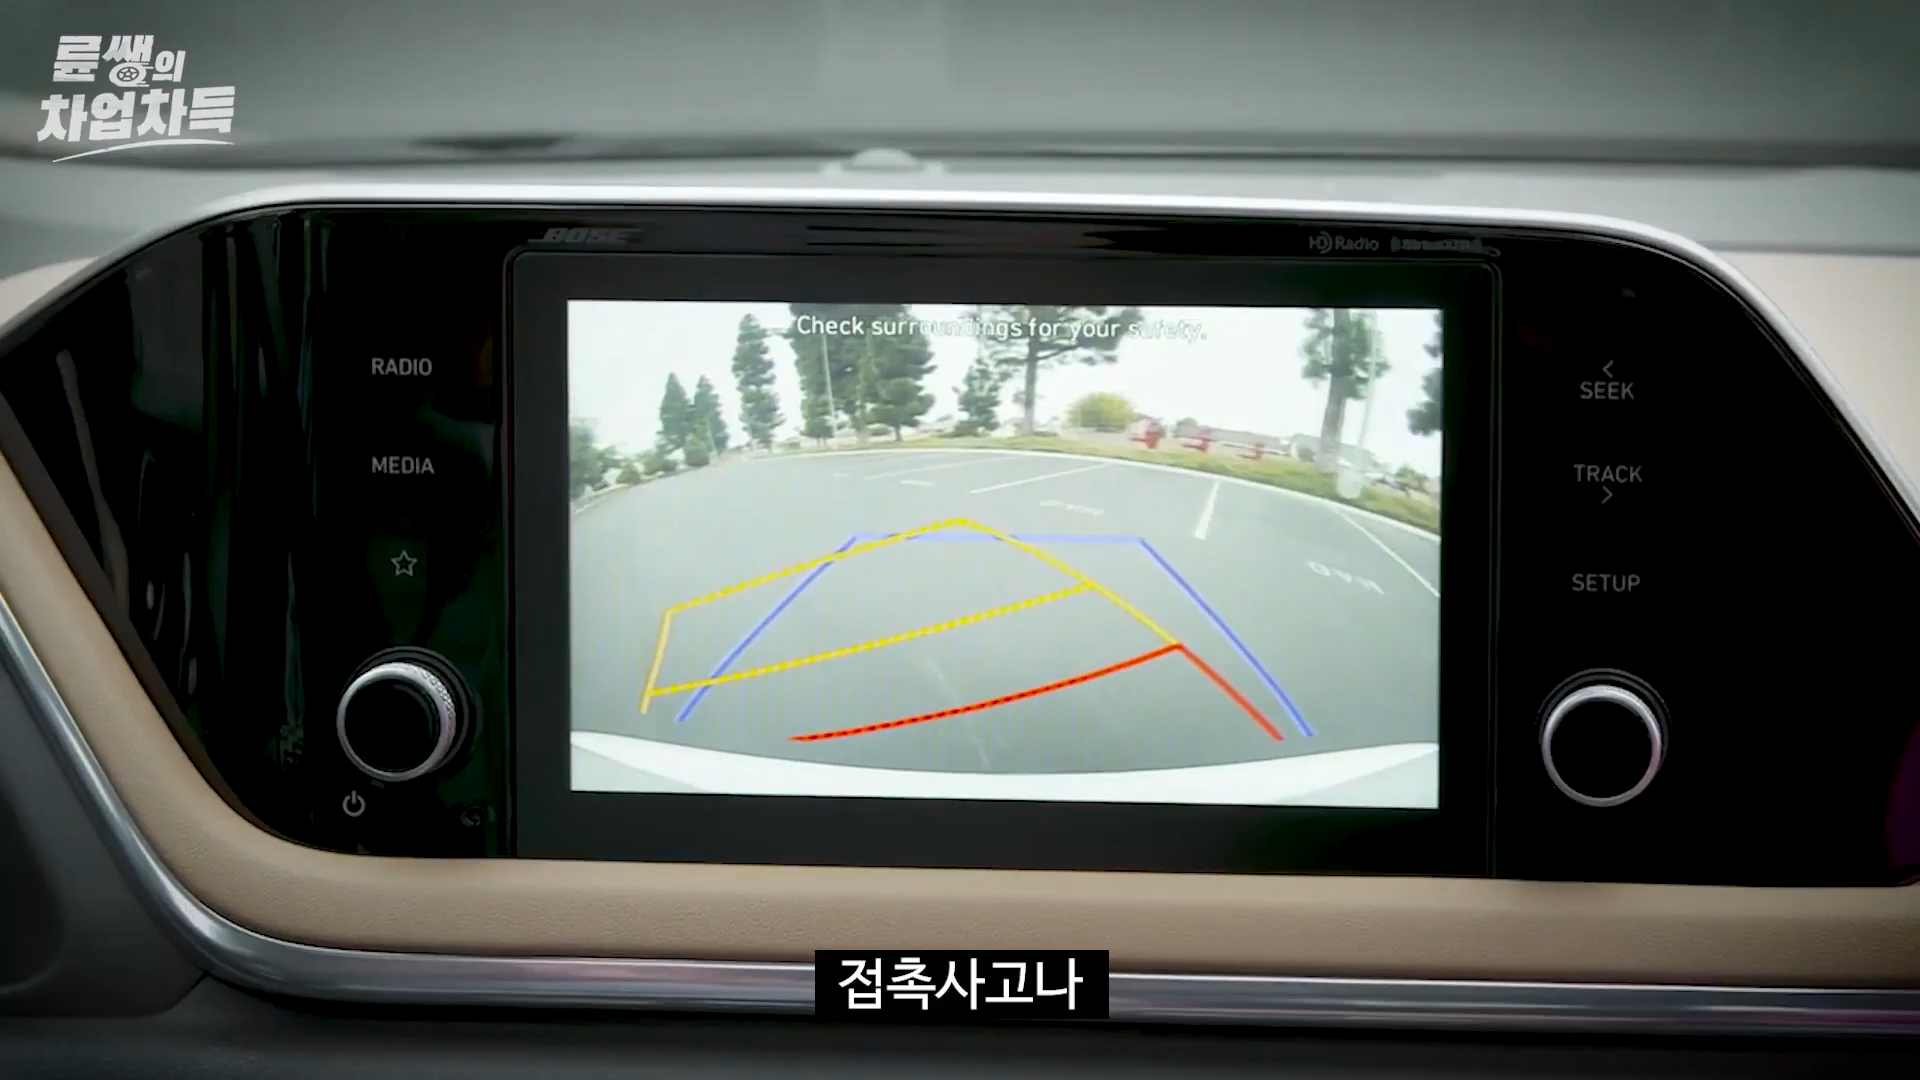 륜쌤의
차업차득
BOSE
HD Radio
Check surroundings for your safety.
RADIO
MEDIA
SEEK
TRACK
SETUP
접촉사고나